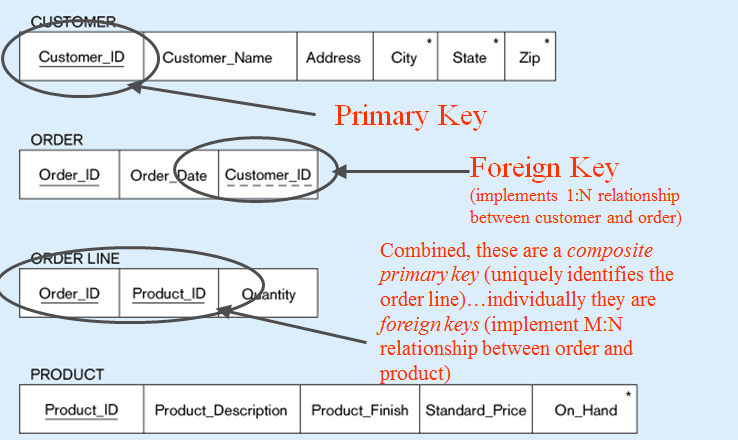 CUSTOMER
Customer_ID Customer_Name Address City * State * Zip *
Primary Key
ORDER
Order_ID Order_Date Customer_ID
Foreign Key
(implements 1:N relationship
between customer and order)
ORDER LINE
Order_ID Product_ID Quantity
Combined, these are a composite
primary key (uniquely identifies the
order line)…individually they are
foreign keys (implement M:N
relationship between order and
product)
PRODUCT
Product_ID Product_Description Product_Finish Standard_Price On_Hand *